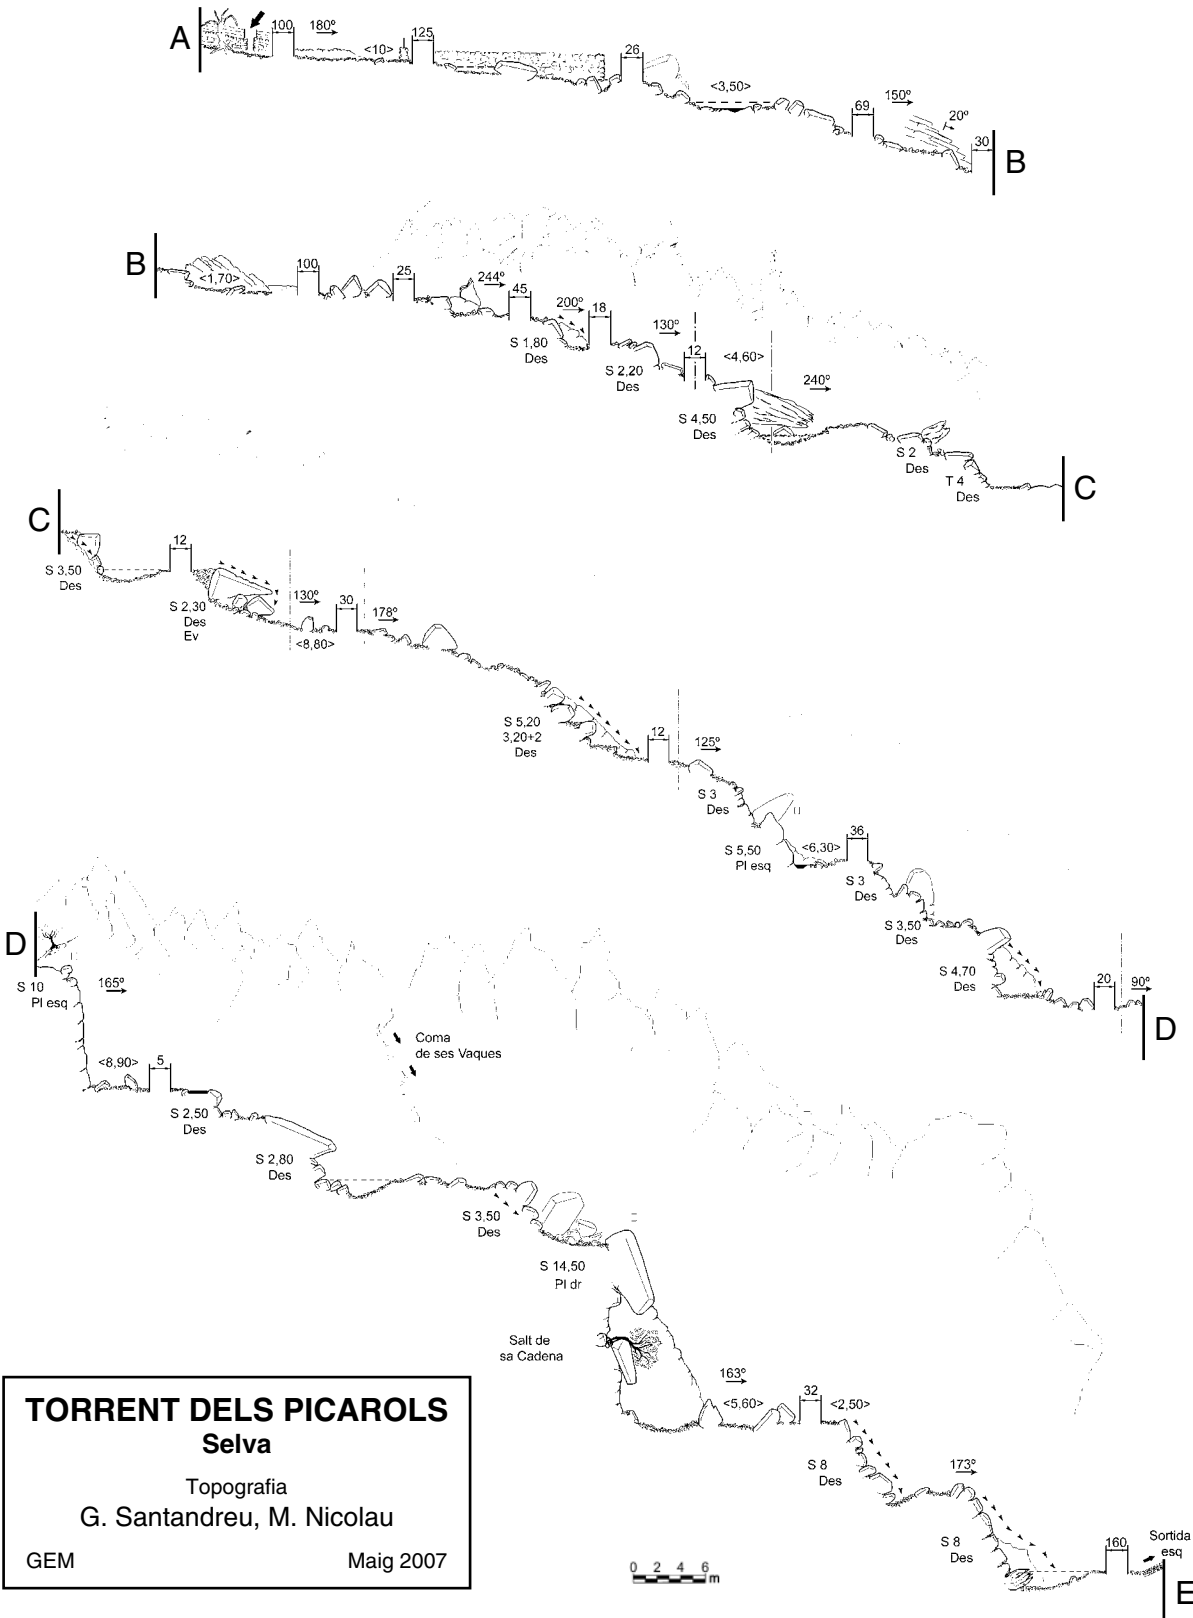 A
100
180º
<10>
125
26
<3,50>
69
150º
20º
30
B
B
<1,70>
100
25
244º
45
200º
18
S 1,80
Des
130º
S 2,20
Des
12
<4,60>
240º
S 4,50
Des
S 2
Des
T 4
Des
C
C
S 3,50
Des
12
S 2,30
Des
Ev
130º
<8,80>
30
178º
S 5,20
3,20+2
Des
12
125º
S 3
Des
S 5,50
Pl esq
<6,30>
36
S 3
Des
S 3,50
Des
S 4,70
Des
20
90º
D
D
S 10
Pl esq
165º
<8,90>
5
S 2,50
Des
Coma
de ses Vaques
S 2,80
Des
S 3,50
Des
S 14,50
Pl dr
Salt de
sa Cadena
163º
<5,60>
32
<2,50>
S 8
Des
173º
S 8
Des
160
Sortida
esq
E
TORRENT DELS PICAROLS
Selva
Topografia
G. Santandreu, M. Nicolau
GEM Maig 2007
0 2 4 6
m